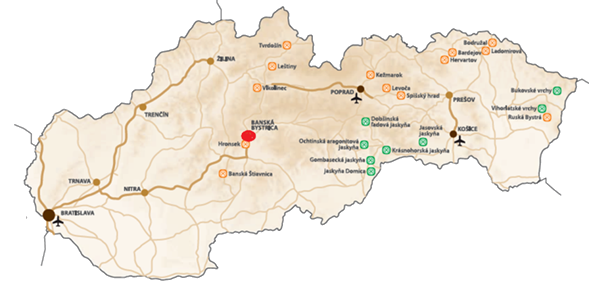 Tvrdošín
ŽILINA
Leštiny
Vlkolínec
POPRAD
Kežmarok
Levoča
Spišský hrad
Bodružal
Bardejov
Ladomirová
Hervartov
PREŠOV
Bukovské vrchy
Vihorlatské vrchy
Ruská Bystrá
TRENČÍN
BANSKÁ
BYSTRICA
Hronsek
Dobšinská
ľadová jaskyňa
Jasovská
jaskyňa
KOŠICE
Ochtinská aragonitová
jaskyňa
Krásnohorská jaskyňa
Gombasecká jaskyňa
Jaskyňa Domica
Banská Štiavnica
TRNAVA
NITRA
BRATISLAVA